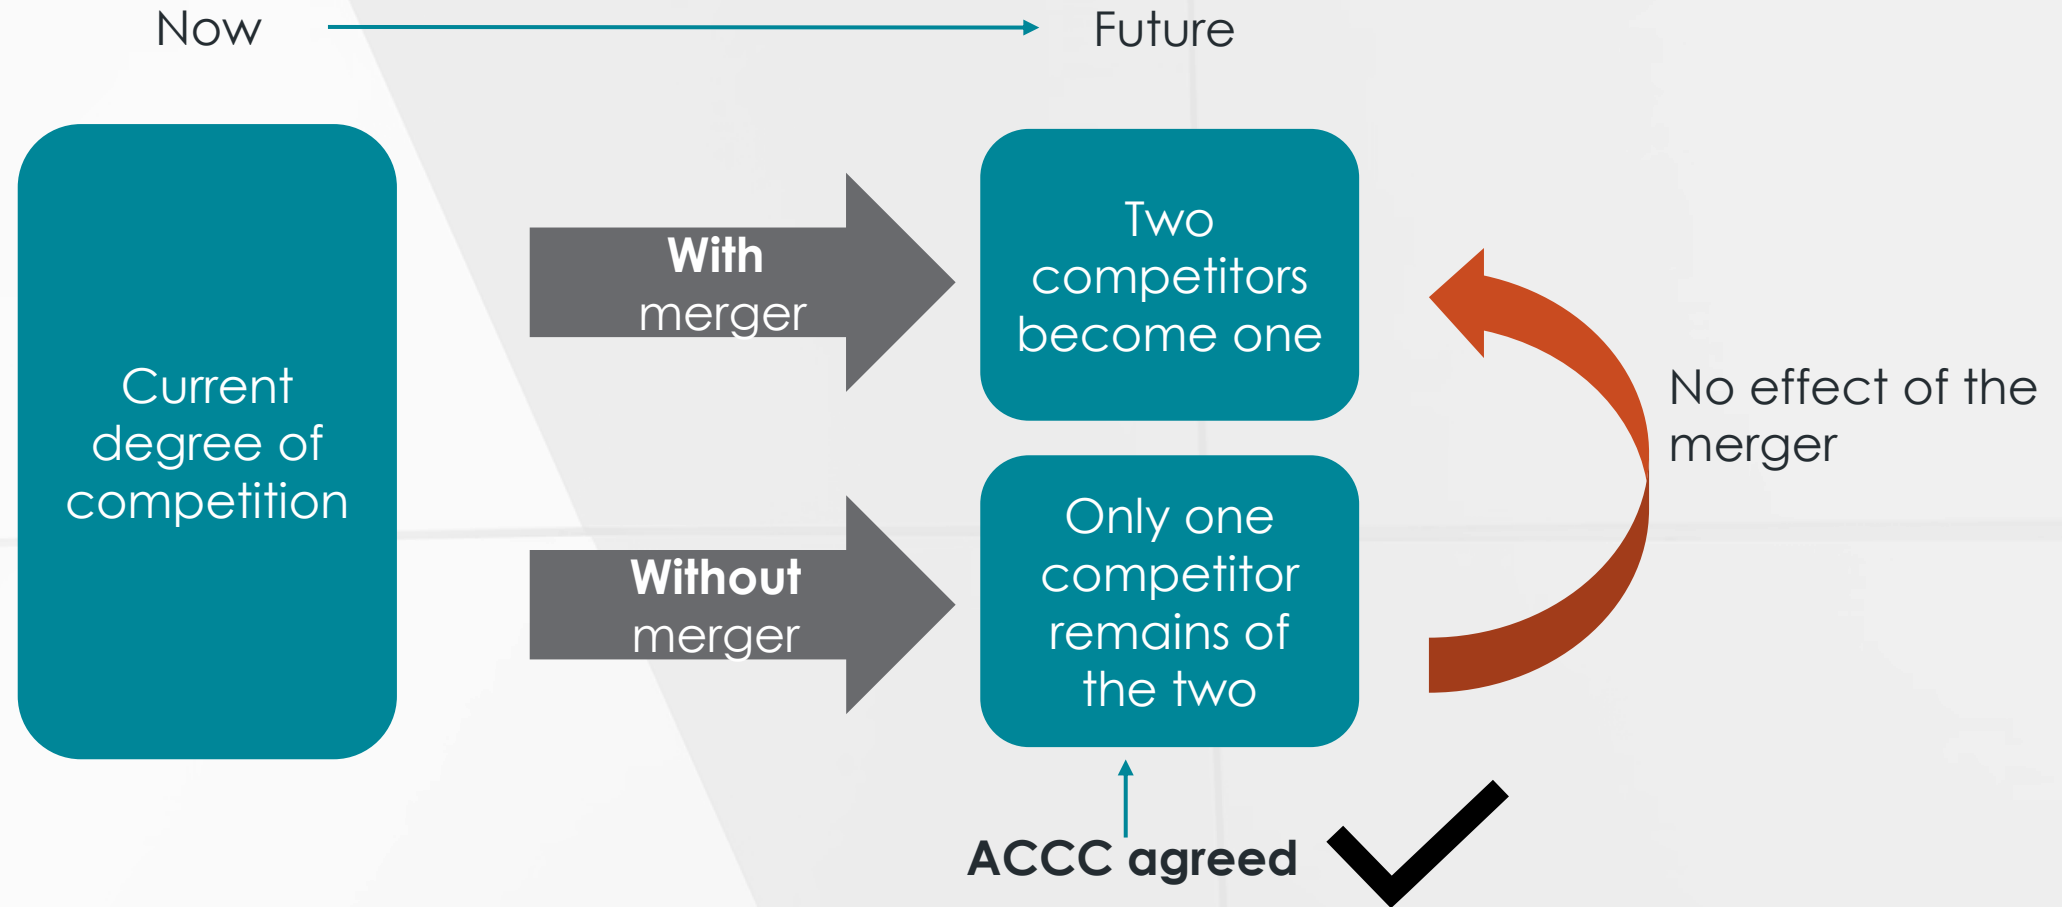 Now
Future
Current
degree of
competition
With
merger
Two
competitors
become one
Without
merger
Only one
competitor
remains of
the two
No effect of the
merger
ACCC agreed